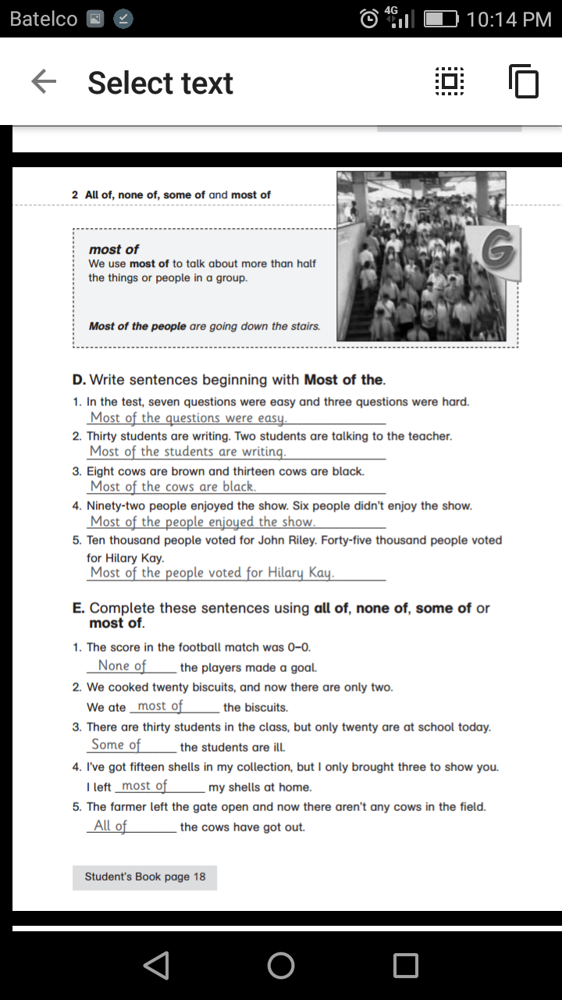 Batelco 4G 10:14 PM
Select text
2 All of, none of, some of and most of
G
most of
We use most of to talk about more than half
the things or people in a group.
Most of the people are going down the stairs.
D. Write sentences beginning with Most of the.
1. In the test, seven questions were easy and three questions were hard.
Most of the questions were easy.
2. Thirty students are writing. Two students are talking to the teacher.
Most of the students are writing.
3. Eight cows are brown and thirteen cows are black.
Most of the cows are black.
4. Ninety-two people enjoyed the show. Six people didn't enjoy the show.
Most of the people enjoyed the show.
5. Ten thousand people voted for John Riley. Forty-five thousand people voted
for Hilary Kay.
Most of the people voted for Hilary Kay.
E. Complete these sentences using all of, none of, some of or
most of.
1. The score in the football match was 0–0.
None of the players made a goal.
2. We cooked twenty biscuits, and now there are only two.
We ate most of the biscuits.
3. There are thirty students in the class, but only twenty are at school today.
Some of the students are ill.
4. I've got fifteen shells in my collection, but I only brought three to show you.
I left most of my shells at home.
5. The farmer left the gate open and now there aren't any cows in the field.
All of the cows have got out.
Student's Book page 18